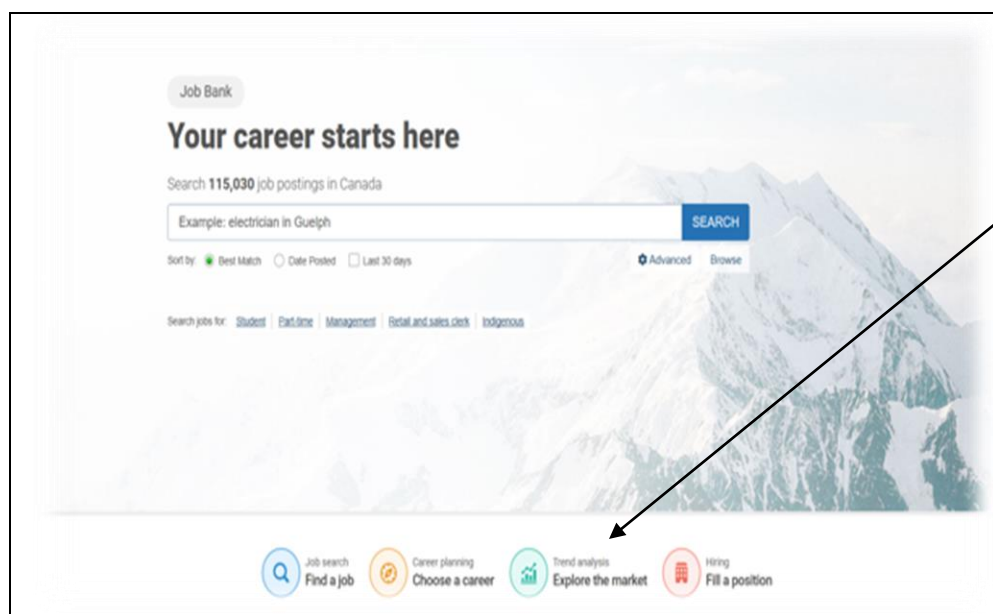 Job Bank
Your career starts here
Search 115,030 job postings in Canada
Example: electrician in Guelph SEARCH
Sort by: Best Match Date Posted Last 30 days Advanced Browse
Search jobs for: Student Part-time Management Retail and sales clerk Indigenous
Job search Career planning Trend analysis Hiring
Find a job Choose a career Explore the market Fill a position